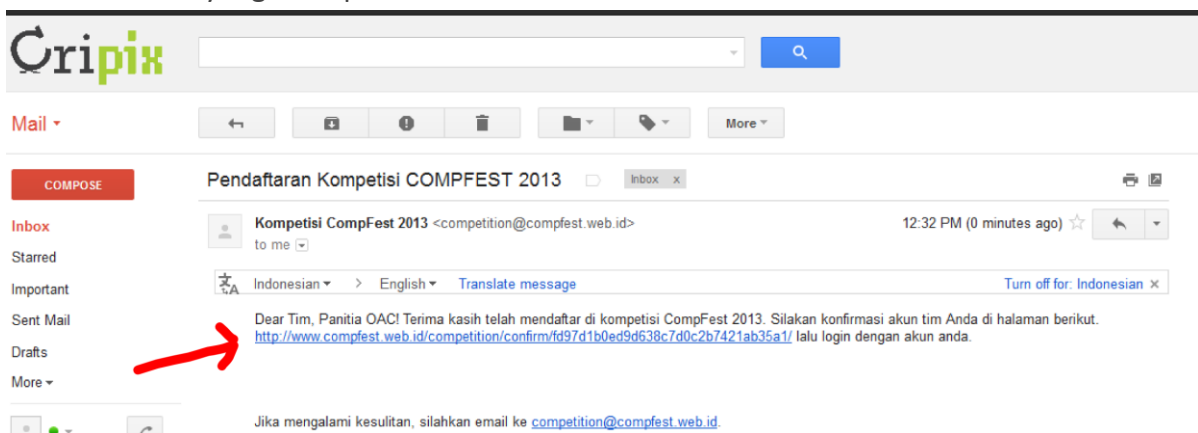 Cripix
Mail
More
COMPOSE
Pendaftaran Kompetisi COMPFEST 2013 Inbox x
Inbox
Kompetisi CompFest 2013 <competition@compfest.web.id> 12:32 PM (0 minutes ago)
to me
Starred
Important
Indonesian > English Translate message Turn off for: Indonesian x
Sent Mail
Dear Tim, Panitia OAC! Terima kasih telah mendaftar di kompetisi CompFest 2013. Silakan konfirmasi akun tim Anda di halaman berikut.
http://www.compfest.web.id/competition/confirm/fd97d1b0ed9d638c7d0c2b7421ab35a1/ lalu login dengan akun anda.
Drafts
More
Jika mengalami kesulitan, silahkan email ke competition@compfest.web.id.